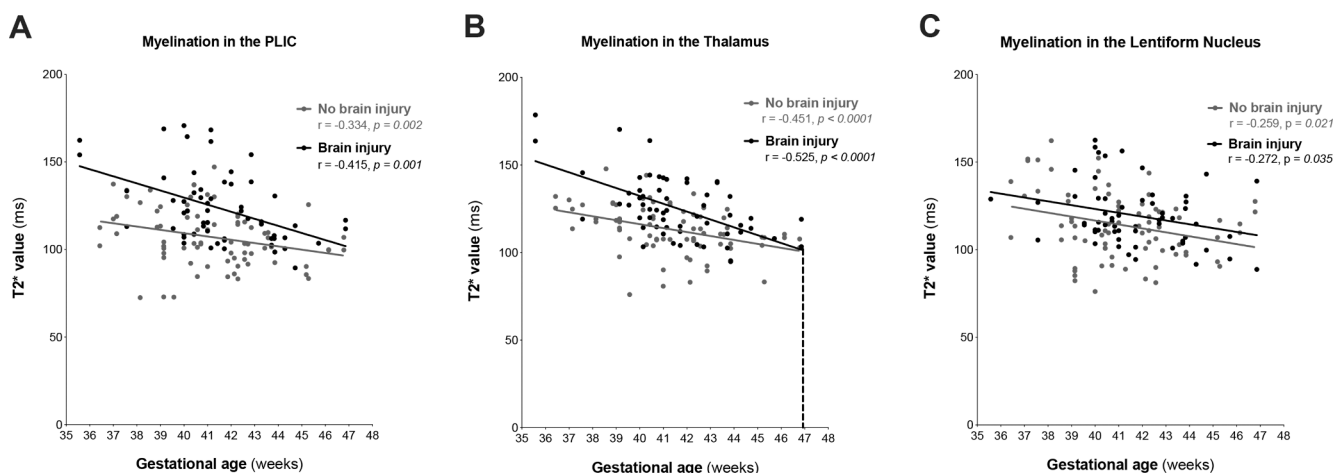 A
Myelination in the PLIC
200
150
100
50
0
T2* value (ms)
No brain injury
r = -0.334, p = 0.002
Brain injury
r = -0.415, p = 0.001
35 36 37 38 39 40 41 42 43 44 45 46 47 48
Gestational age (weeks)
B
Myelination in the Thalamus
200
150
100
50
0
T2* value (ms)
No brain injury
r = -0.451, p < 0.0001
Brain injury
r = -0.525, p < 0.0001
35 36 37 38 39 40 41 42 43 44 45 46 47 48
Gestational age (weeks)
C
Myelination in the Lentiform Nucleus
200
150
100
50
0
T2* value (ms)
No brain injury
r = -0.259, p = 0.021
Brain injury
r = -0.272, p = 0.035
35 36 37 38 39 40 41 42 43 44 45 46 47 48
Gestational age (weeks)